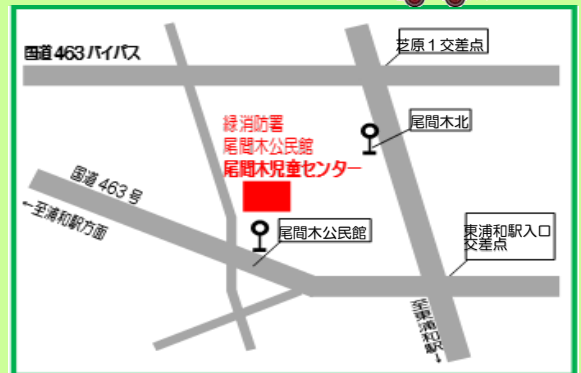 国道463バイパス
芝原１交差点
緑消防署
尾間木公民館
尾間木児童センター
尾間木北
国道463号
←至浦和駅方面
尾間木公民館
東浦和駅入口
交差点
至東浦和駅→